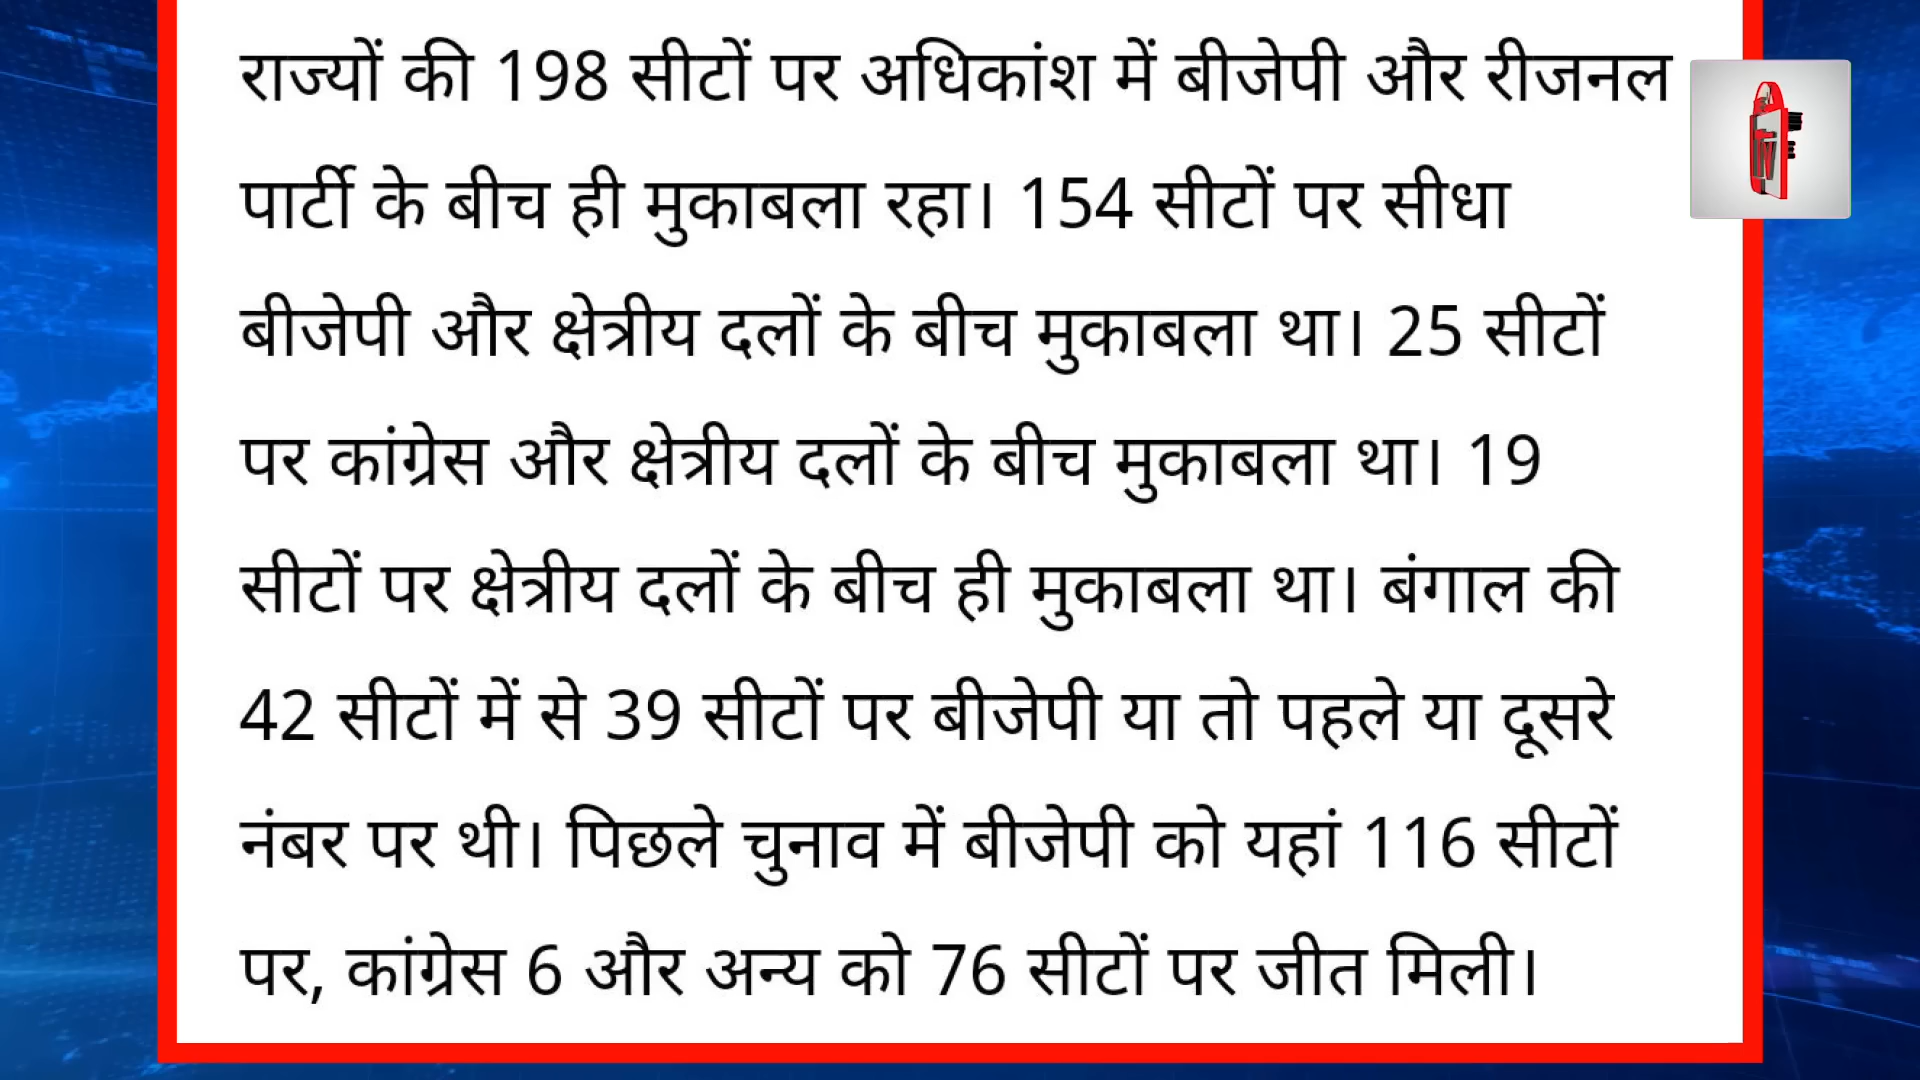 राज्यों की 198 सीटों पर अधिकांश में बीजेपी और रीजनल
पार्टी के बीच ही मुकाबला रहा। 154 सीटों पर सीधा
बीजेपी और क्षेत्रीय दलों के बीच मुकाबला था। 25 सीटों
पर कांग्रेस और क्षेत्रीय दलों के बीच मुकाबला था। 19
सीटों पर क्षेत्रीय दलों के बीच ही मुकाबला था। बंगाल की
42 सीटों में से 39 सीटों पर बीजेपी या तो पहले या दूसरे
नंबर पर थी। पिछले चुनाव में बीजेपी को यहां 116 सीटों
पर, कांग्रेस 6 और अन्य को 76 सीटों पर जीत मिली।